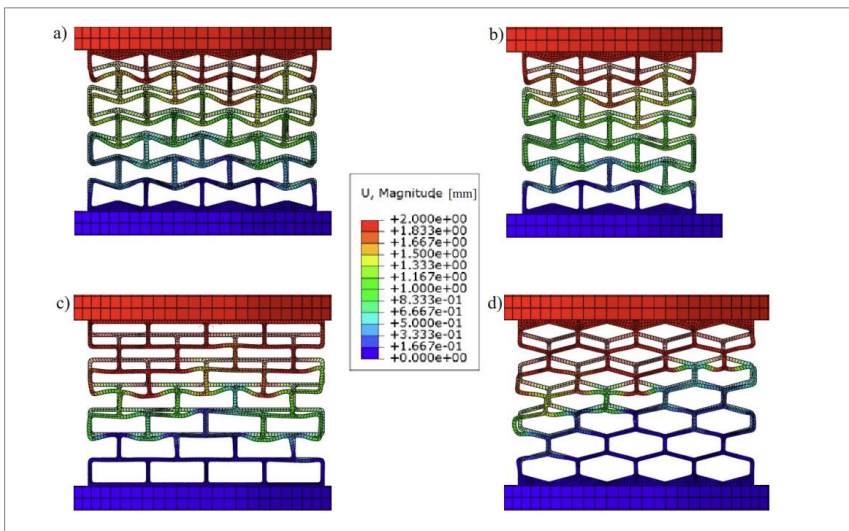 a)
b)
U, Magnitude [mm]
+2.000e+00
+1.833e+00
+1.667e+00
+1.500e+00
+1.333e+00
+1.167e+00
+1.000e+00
+8.333e-01
+6.667e-01
+5.000e-01
+3.333e-01
+1.667e-01
+0.000e+00
c)
d)